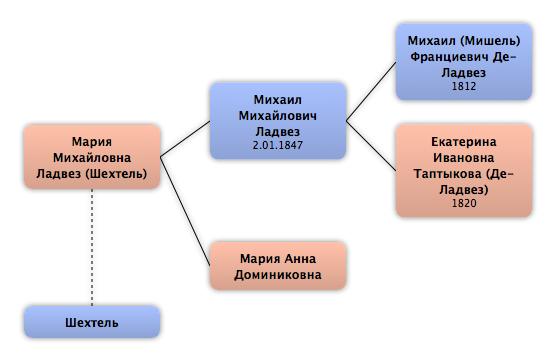 Михаил (Мишель)
Франциевич Де-
Ладвез
1812
Михаил
Михайлович
Ладвез
2.01.1847
Мария
Михайловна
Ладвез (Шехтель)
Екатерина
Ивановна
Таптыкова (Де-
Ладвез)
1820
Мария Анна
Доминиковна
Шехтель